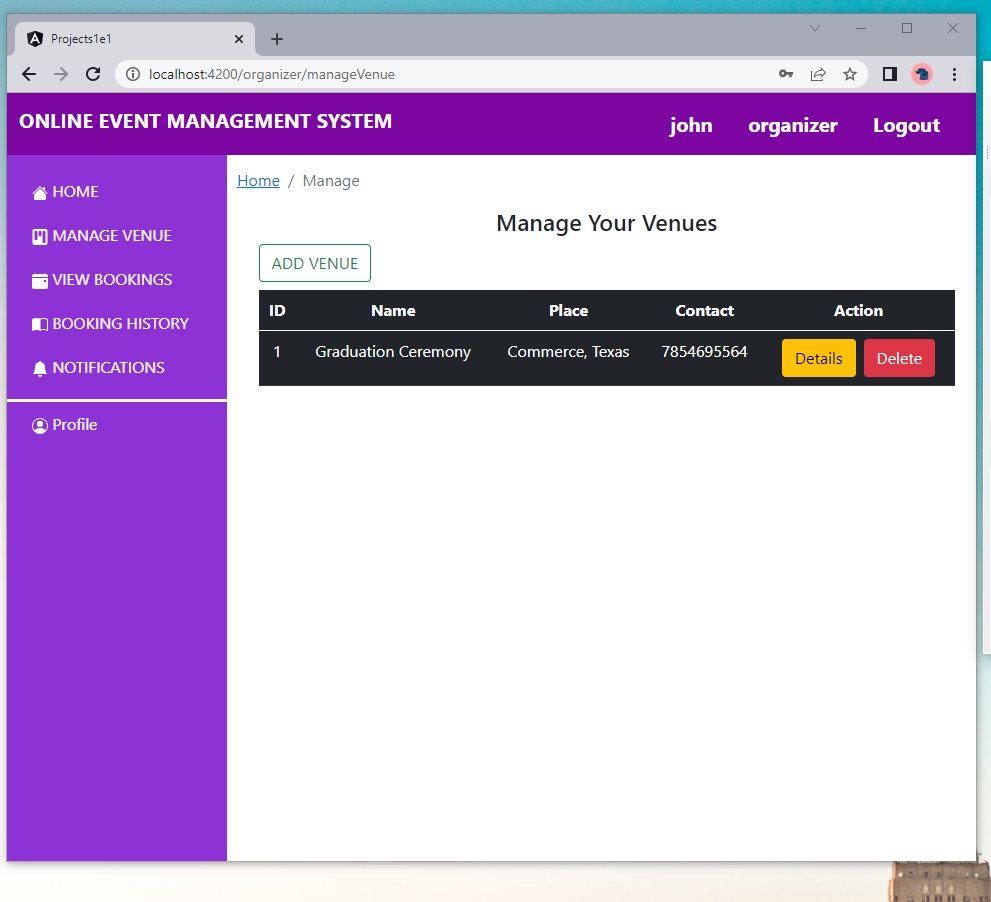 Projects1e1
localhost:4200/organizer/manageVenue
ONLINE EVENT MANAGEMENT SYSTEM
john organizer Logout
HOME
MANAGE VENUE
VIEW BOOKINGS
BOOKING HISTORY
NOTIFICATIONS
Profile
Home / Manage
Manage Your Venues
ADD VENUE
ID Name Place Contact Action
1 Graduation Ceremony Commerce, Texas 7854695564 Details Delete